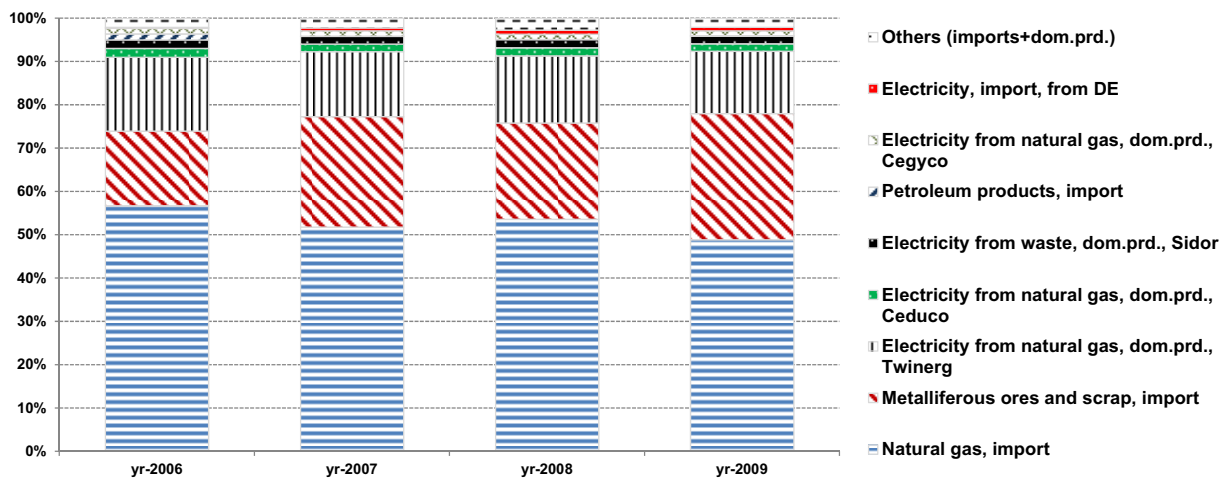 100%
90%
80%
70%
60%
50%
40%
30%
20%
10%
0%
yr-2006
yr-2007
yr-2008
yr-2009
Others (imports+dom.prd.)
Electricity, import, from DE
Electricity from natural gas, dom.prd.,
Cegyco
Petroleum products, import
Electricity from waste, dom.prd., Sidor
Electricity from natural gas, dom.prd.,
Ceduco
Electricity from natural gas, dom.prd.,
Twinerg
Metalliferous ores and scrap, import
Natural gas, import